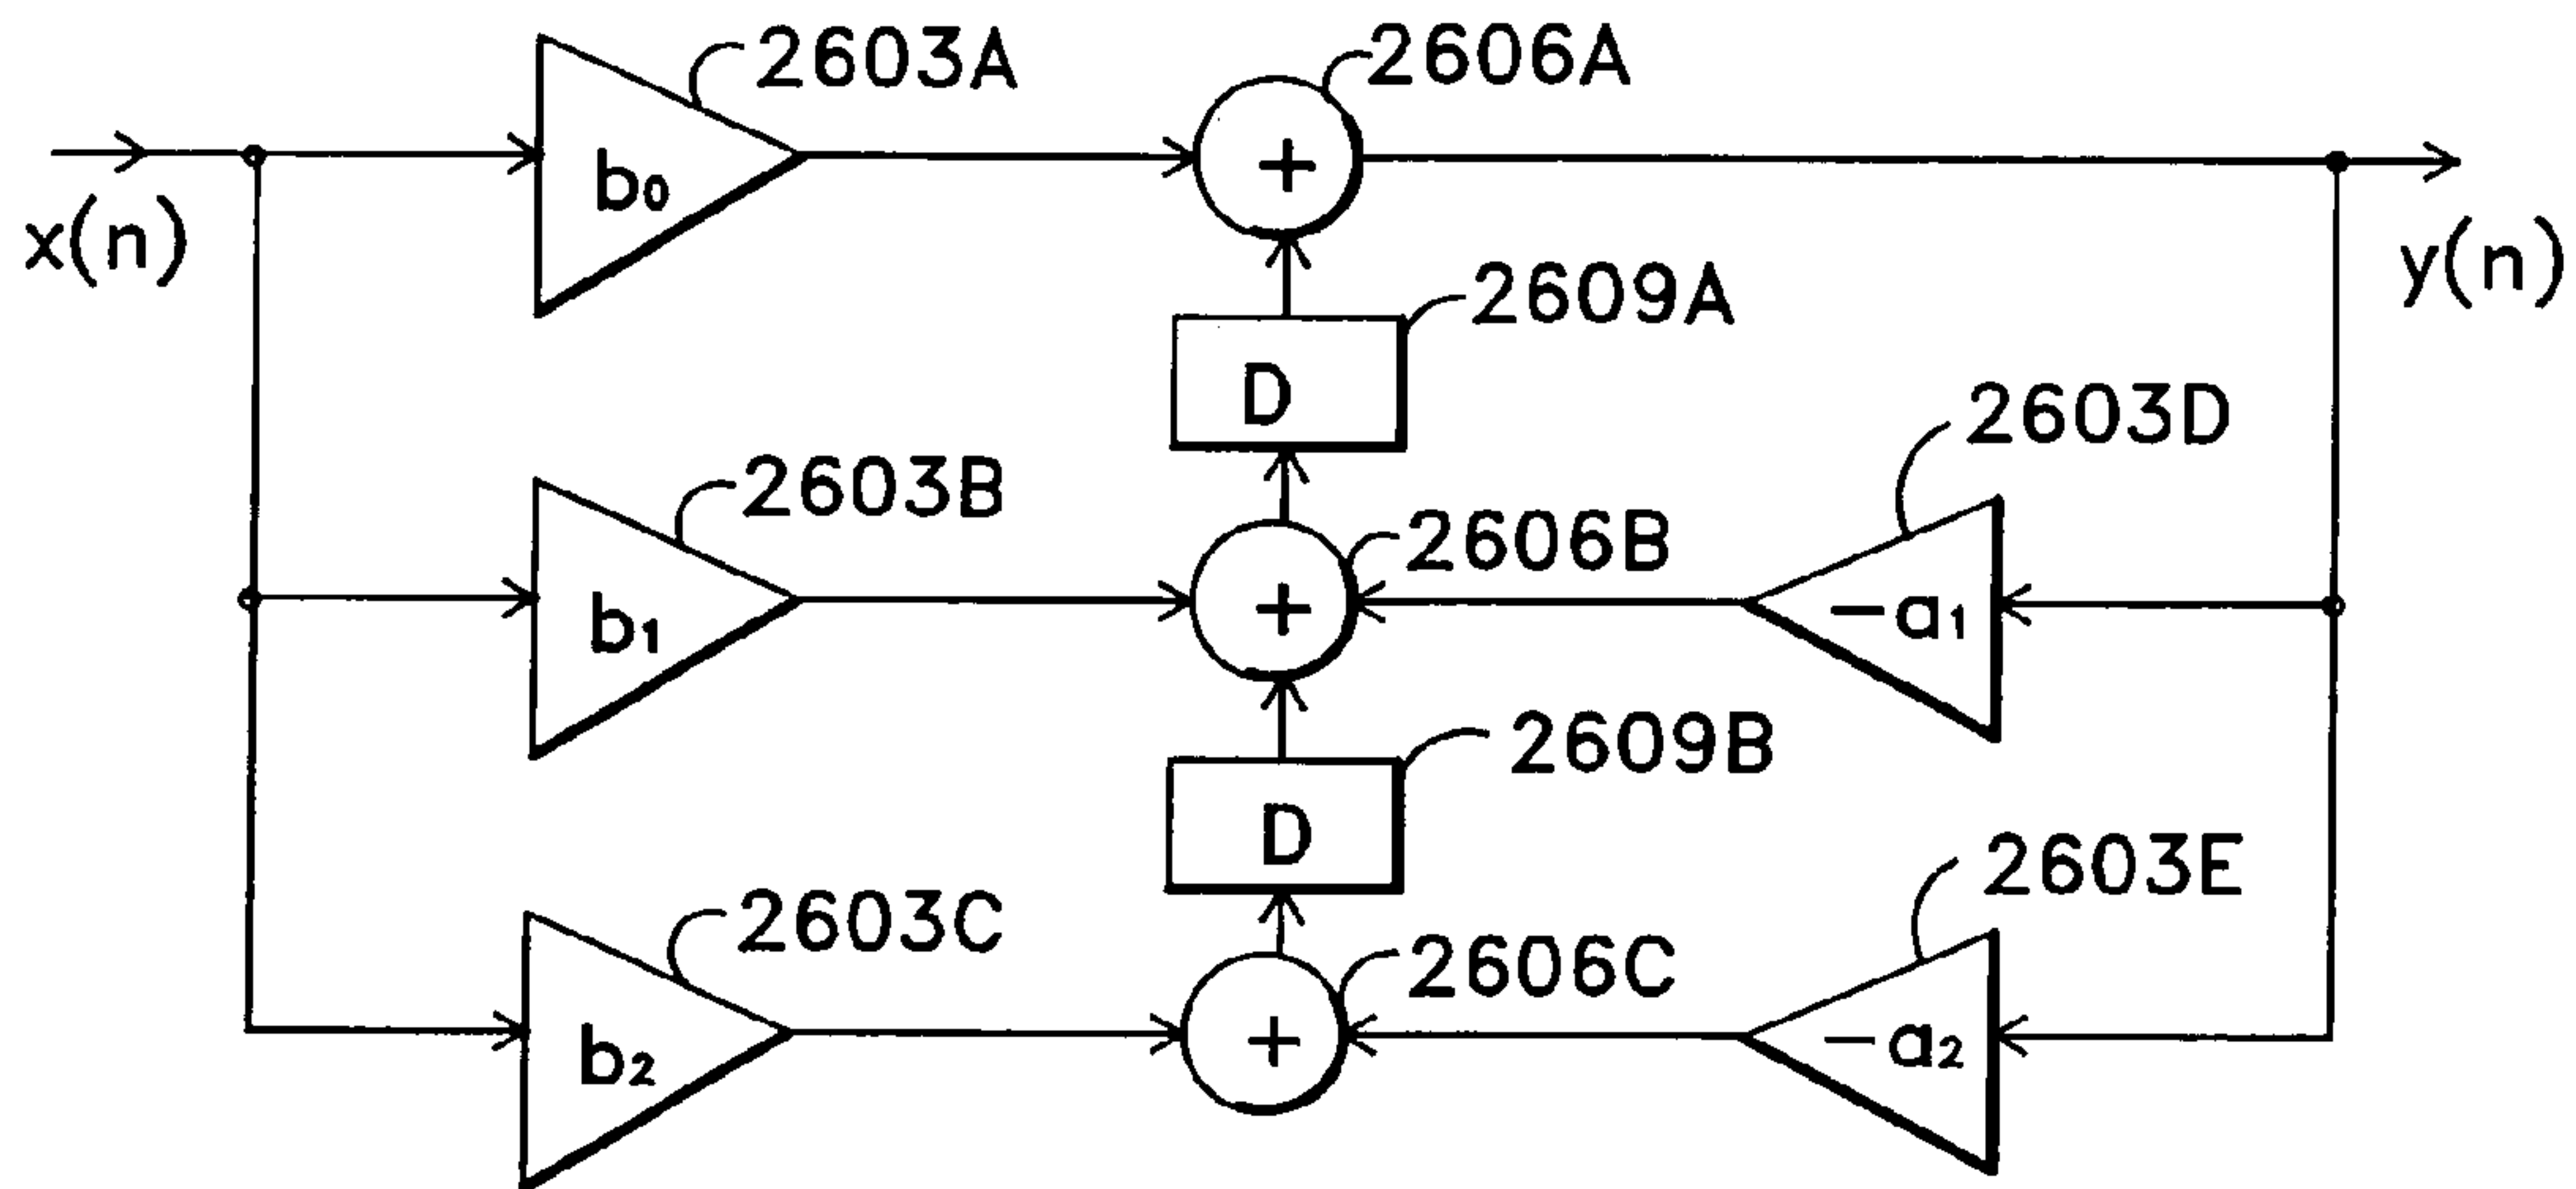 2603A
2606A
b₀
+
x(n)
y(n)
2609A
D
2603D
2603B
2606B
b₁
+
-a₁
2609B
D
2603E
2603C
2606C
b₂
+
-a₂